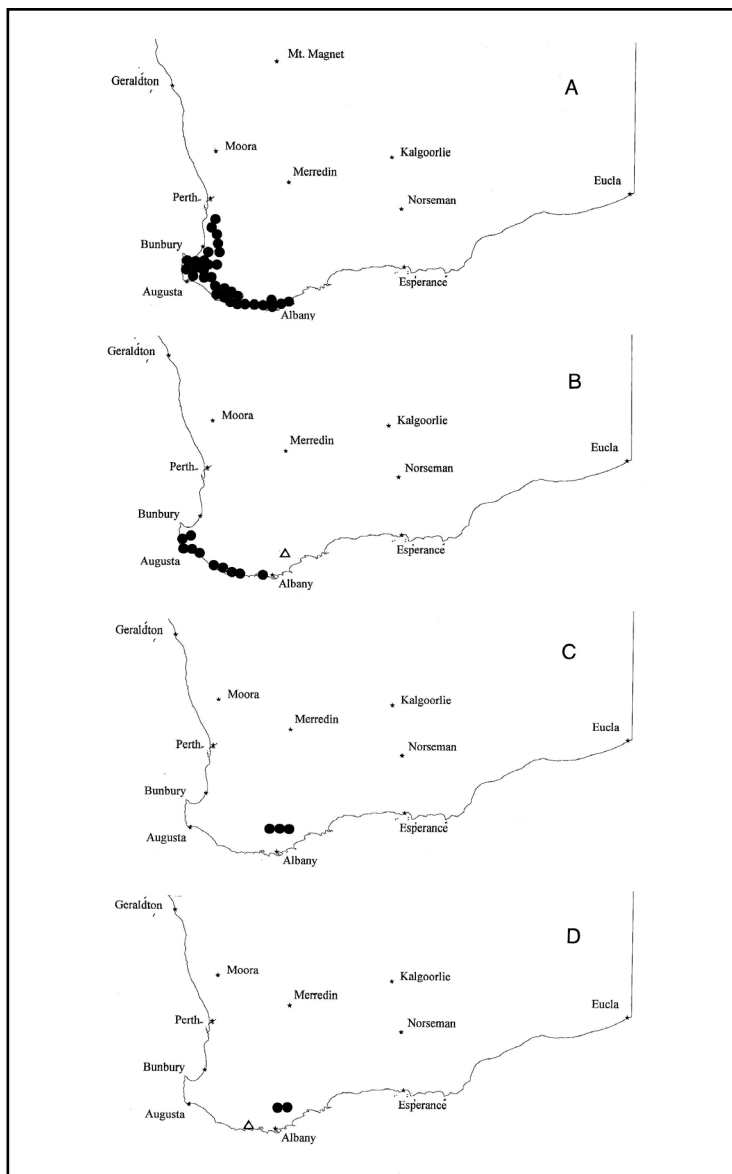 Mt. Magnet
Geraldton
A
Moora
Kalgoorlie
Merredin
Eucla
Perth
Norseman
Bunbury
Esperance
Augusta
Albany
Geraldton
B
Moora
Kalgoorlie
Merredin
Eucla
Perth
Norseman
Bunbury
Esperance
Augusta
Albany
Geraldton
C
Moora
Kalgoorlie
Merredin
Eucla
Perth
Norseman
Bunbury
Esperance
Augusta
Albany
Geraldton
D
Moora
Kalgoorlie
Merredin
Eucla
Perth
Norseman
Bunbury
Esperance
Augusta
Albany